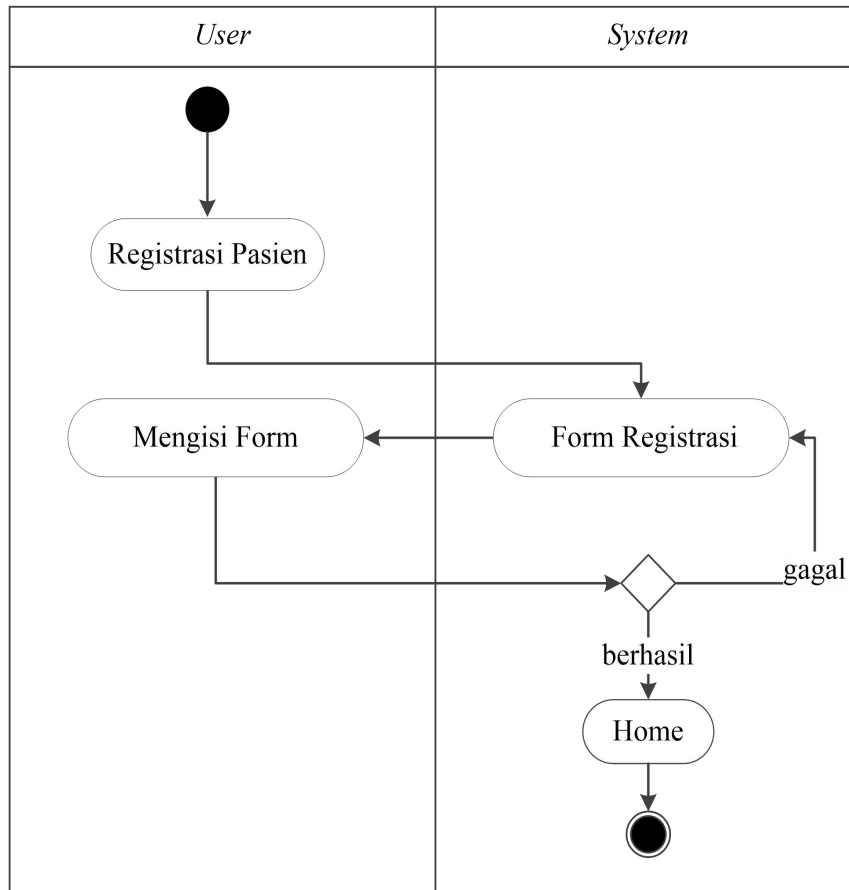 User
System
Registrasi Pasien
Mengisi Form
Form Registrasi
gagal
berhasil
Home